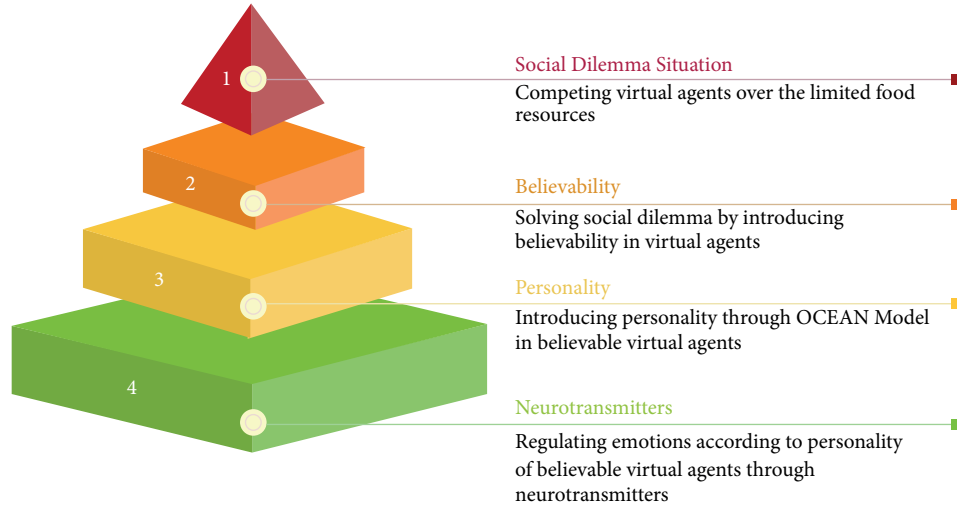 1
Social Dilemma Situation
Competing virtual agents over the limited food
resources
2
Believability
Solving social dilemma by introducing
believability in virtual agents
3
Personality
Introducing personality through OCEAN Model
in believable virtual agents
4
Neurotransmitters
Regulating emotions according to personality
of believable virtual agents through
neurotransmitters